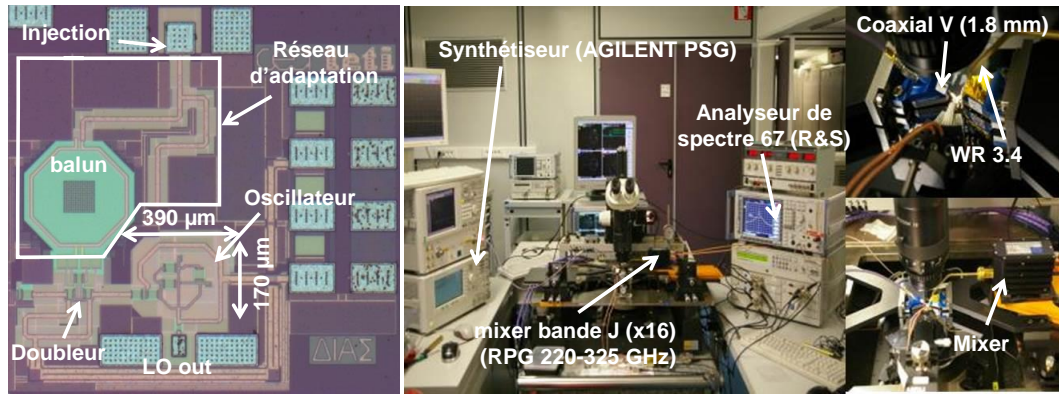 Injection
Réseau
d'adaptation
balun
Oscillateur
390 µm
170 µm
Doubleur
LO out
Synthétiseur (AGILENT PSG)
Analyseur de
spectre 67 (R&S)
mixer bande J (x16)
(RPG 220-325 GHz)
Coaxial V (1.8 mm)
WR 3.4
Mixer